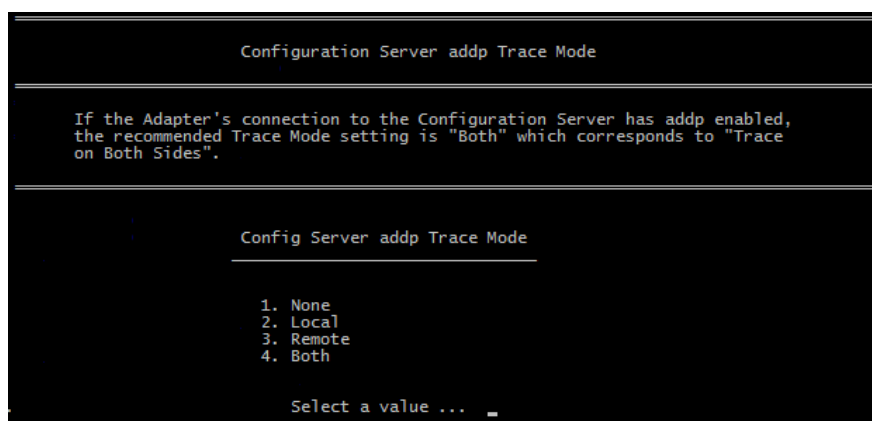 Configuration Server addp Trace Mode
If the Adapter's connection to the Configuration Server has addp enabled,
the recommended Trace Mode setting is "Both" which corresponds to "Trace
on Both Sides".
Config Server addp Trace Mode
1. None
2. Local
3. Remote
4. Both
Select a value ... _